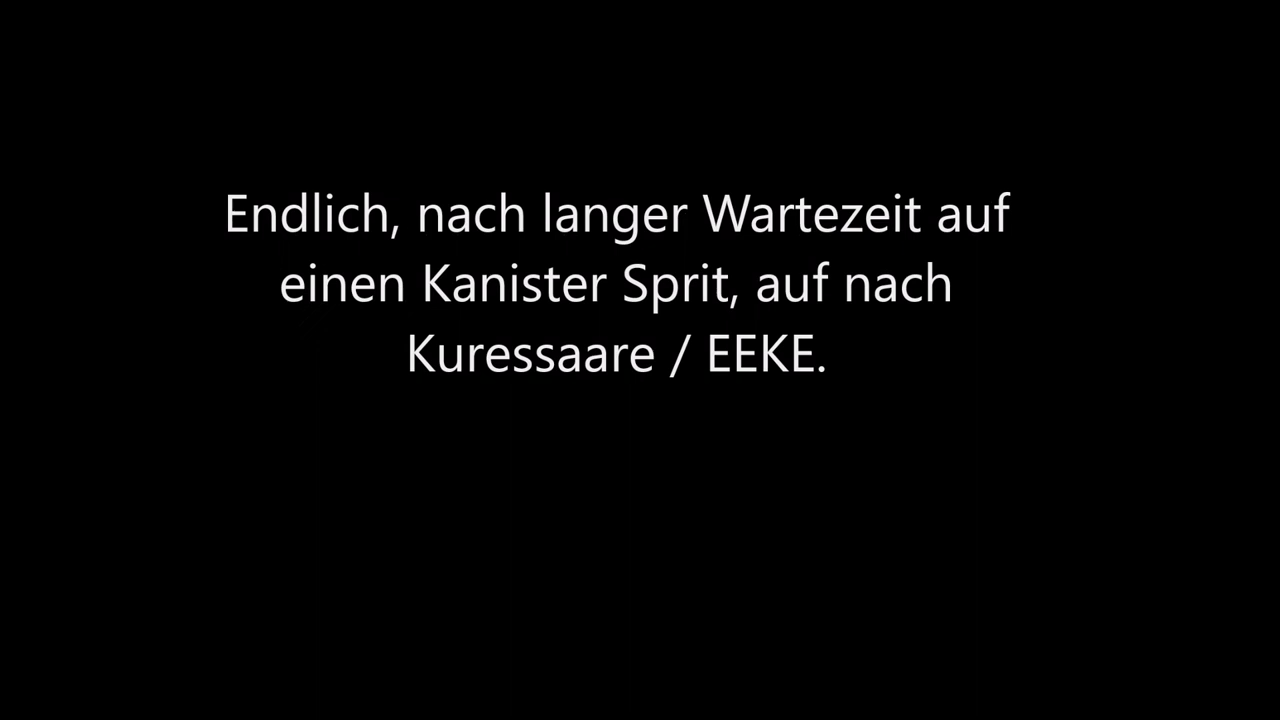 Endlich, nach langer Wartezeit auf
einen Kanister Sprit, auf nach
Kuressaare / EEKE.